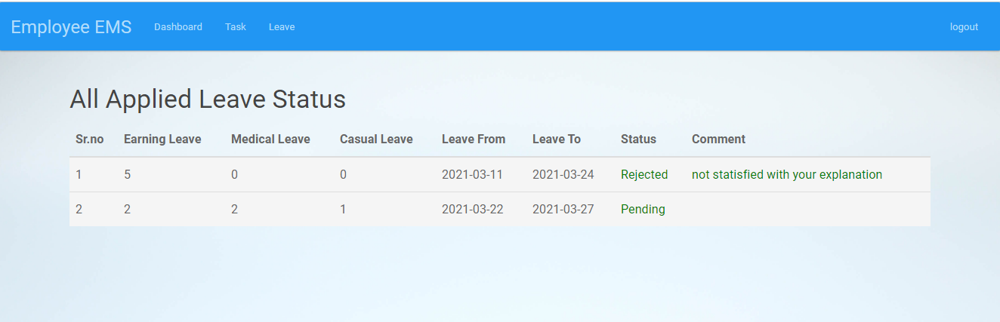 Employee EMS Dashboard Task Leave logout
All Applied Leave Status
Sr.no Earning Leave Medical Leave Casual Leave Leave From Leave To Status Comment
1 5 0 0 2021-03-11 2021-03-24 Rejected not statisfied with your explanation
2 2 2 1 2021-03-22 2021-03-27 Pending